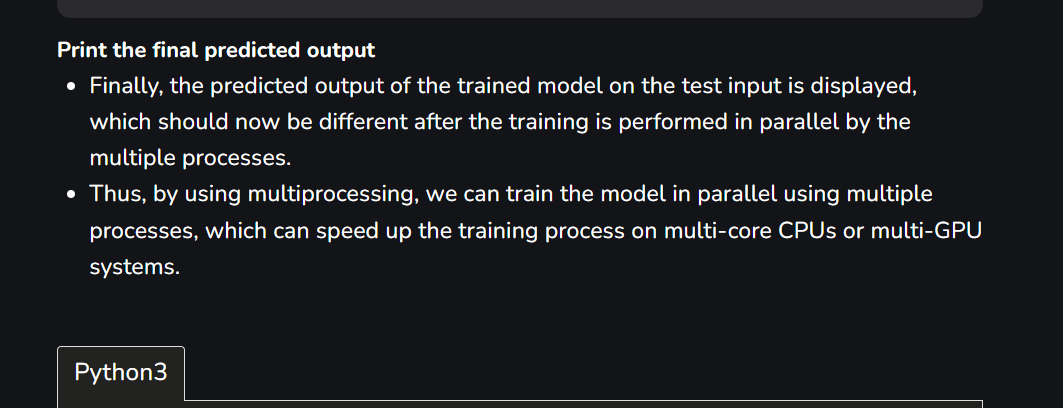 Print the final predicted output
• Finally, the predicted output of the trained model on the test input is displayed,
which should now be different after the training is performed in parallel by the
multiple processes.
• Thus, by using multiprocessing, we can train the model in parallel using multiple
processes, which can speed up the training process on multi-core CPUs or multi-GPU
systems.
Python3